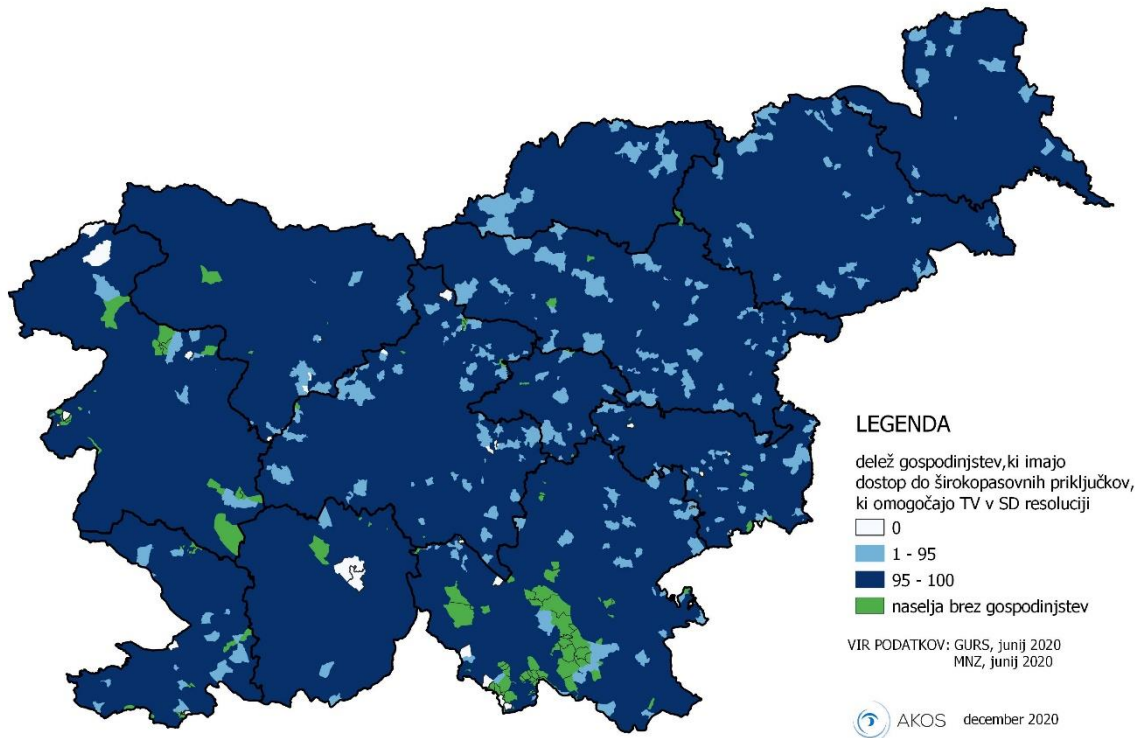 LEGENDA
delež gospodinjstev,ki imajo
dostop do širokopasovnih priključkov,
ki omogočajo TV v SD resoluciji
0
1 - 95
95 - 100
naselja brez gospodinjstev
VIR PODATKOV: GURS, junij 2020
MNZ, junij 2020
AKOS december 2020